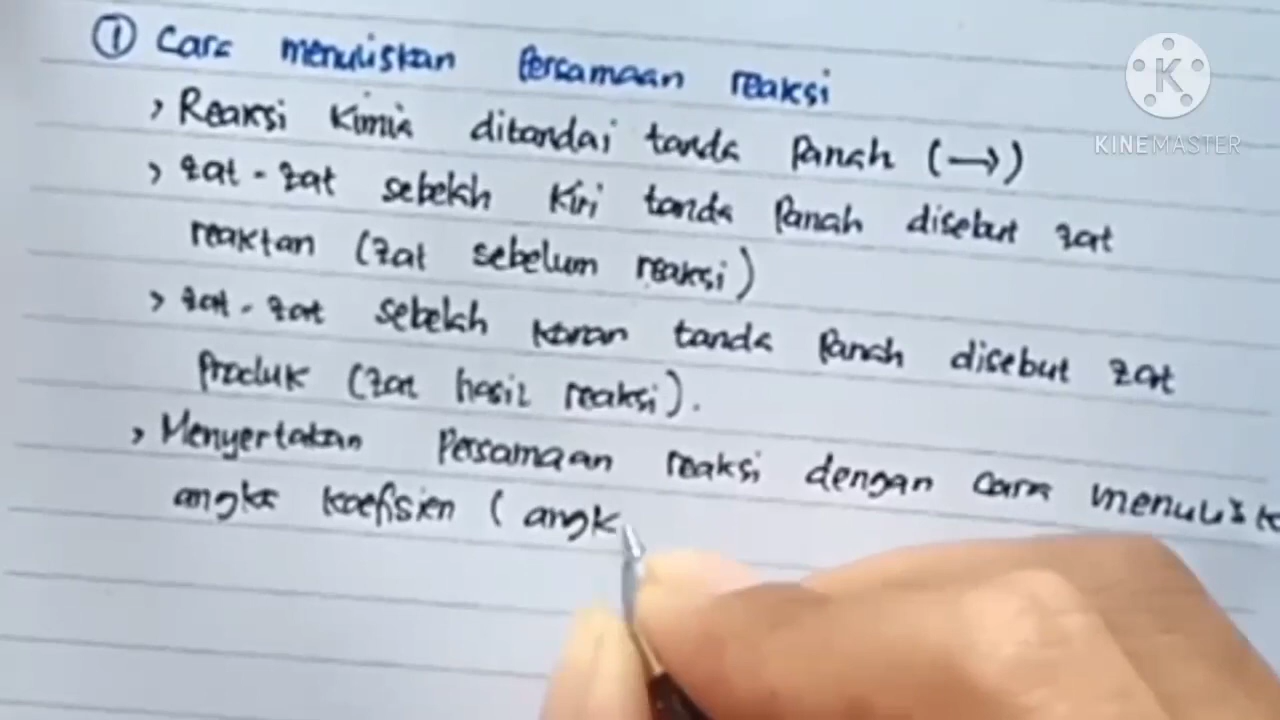 ① Cara menuliskan Persamaan reaksi
> Reaksi kimia ditandai tanda Panah (→)
> zat-zat sebelah kiri tanda Panah disebut zat
reaktan (zat sebelum reaksi)
> zat-zat sebelah kanan tanda Panah disebut zat
Produk (zat hasil reaksi).
> Menyertakan Persamaan reaksi dengan cara menulisk
angka koefisien (angk
K
KINEMASTER